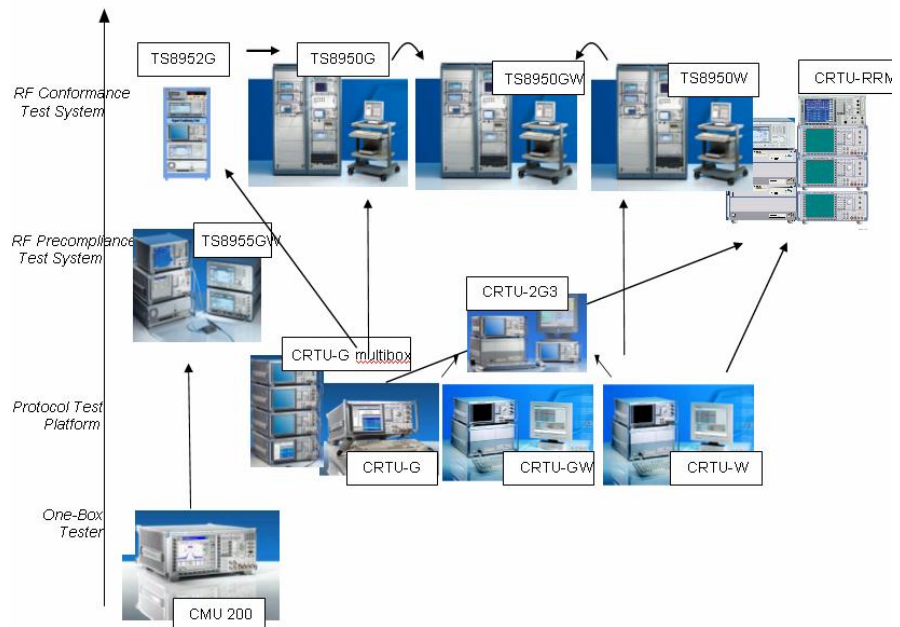 TS8952G
TS8950G
TS8950GW
TS8950W
CRTU-RRM
RF Conformance
Test System
RF Precompliance
Test System
TS8955GW
CRTU-2G3
CRTU-G multibox
Protocol Test
Platform
CRTU-G
CRTU-GW
CRTU-W
One-Box
Tester
CMU 200